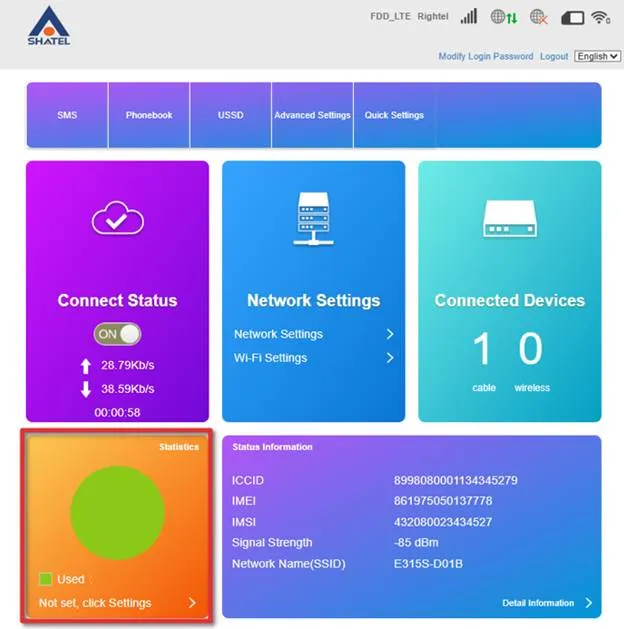 SHATEL
FDD_LTE Rightel
Modify Login Password Logout English
SMS Phonebook USSD Advanced Settings Quick Settings
Connect Status
ON
28.79Kb/s
38.59Kb/s
00:00:58
Network Settings
Network Settings
Wi-Fi Settings
Connected Devices
1 0
cable wireless
Statistics
Used :
Not set, click Settings
Status Information
ICCID 8998080001134345279
IMEI 861975050137778
IMSI 432080023434527
Signal Strength -85 dBm
Network Name(SSID) E315S-D01B
Detail Information